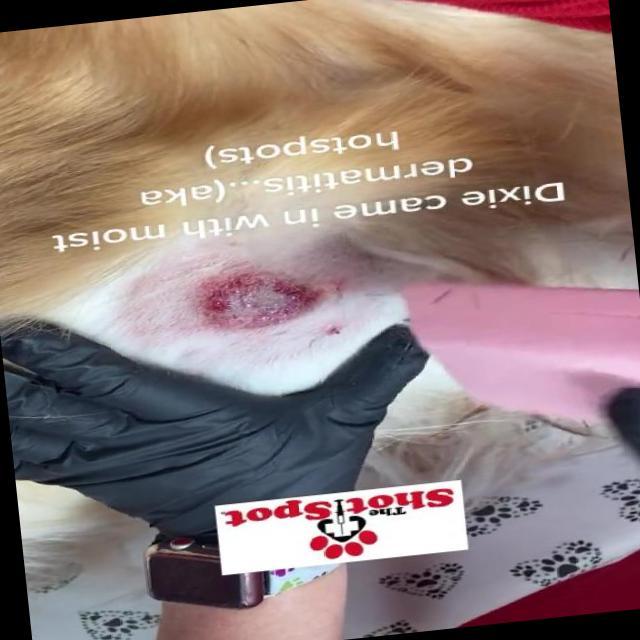 Dixie came in with moist
dermatitis...(aka
hotspots)
The
ShotSpot